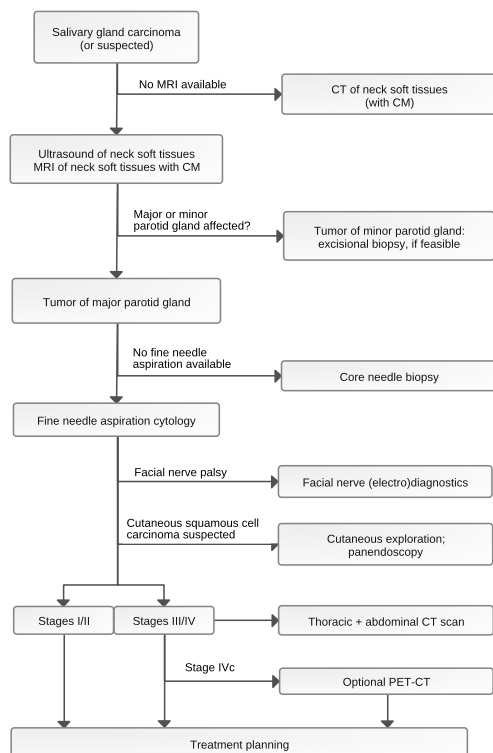 Salivary gland carcinoma
(or suspected)
No MRI available
CT of neck soft tissues
(with CM)
Ultrasound of neck soft tissues
MRI of neck soft tissues with CM
Major or minor
parotid gland affected?
Tumor of minor parotid gland:
excisional biopsy, if feasible
Tumor of major parotid gland
No fine needle
aspiration available
Core needle biopsy
Fine needle aspiration cytology
Facial nerve palsy
Facial nerve (electro)diagnostics
Cutaneous squamous cell
carcinoma suspected
Cutaneous exploration;
panendoscopy
Stages I/II
Stages III/IV
Thoracic + abdominal CT scan
Stage IVc
Optional PET-CT
Treatment planning